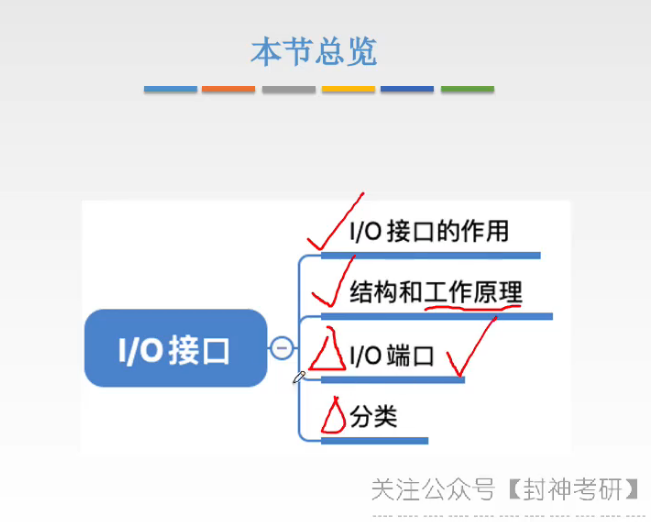 本节总览
I/O 接口的作用
结构和工作原理
I/O 接口
I/O 端口
分类
关注公众号【封神考研】